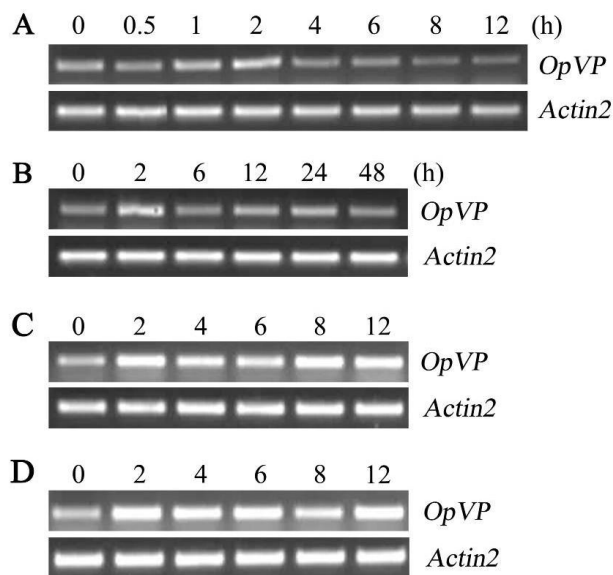 A 0 0.5 1 2 4 6 8 12 (h)
OpVP
Actin2
B 0 2 6 12 24 48 (h)
OpVP
Actin2
C 0 2 4 6 8 12
OpVP
Actin2
D 0 2 4 6 8 12
OpVP
Actin2